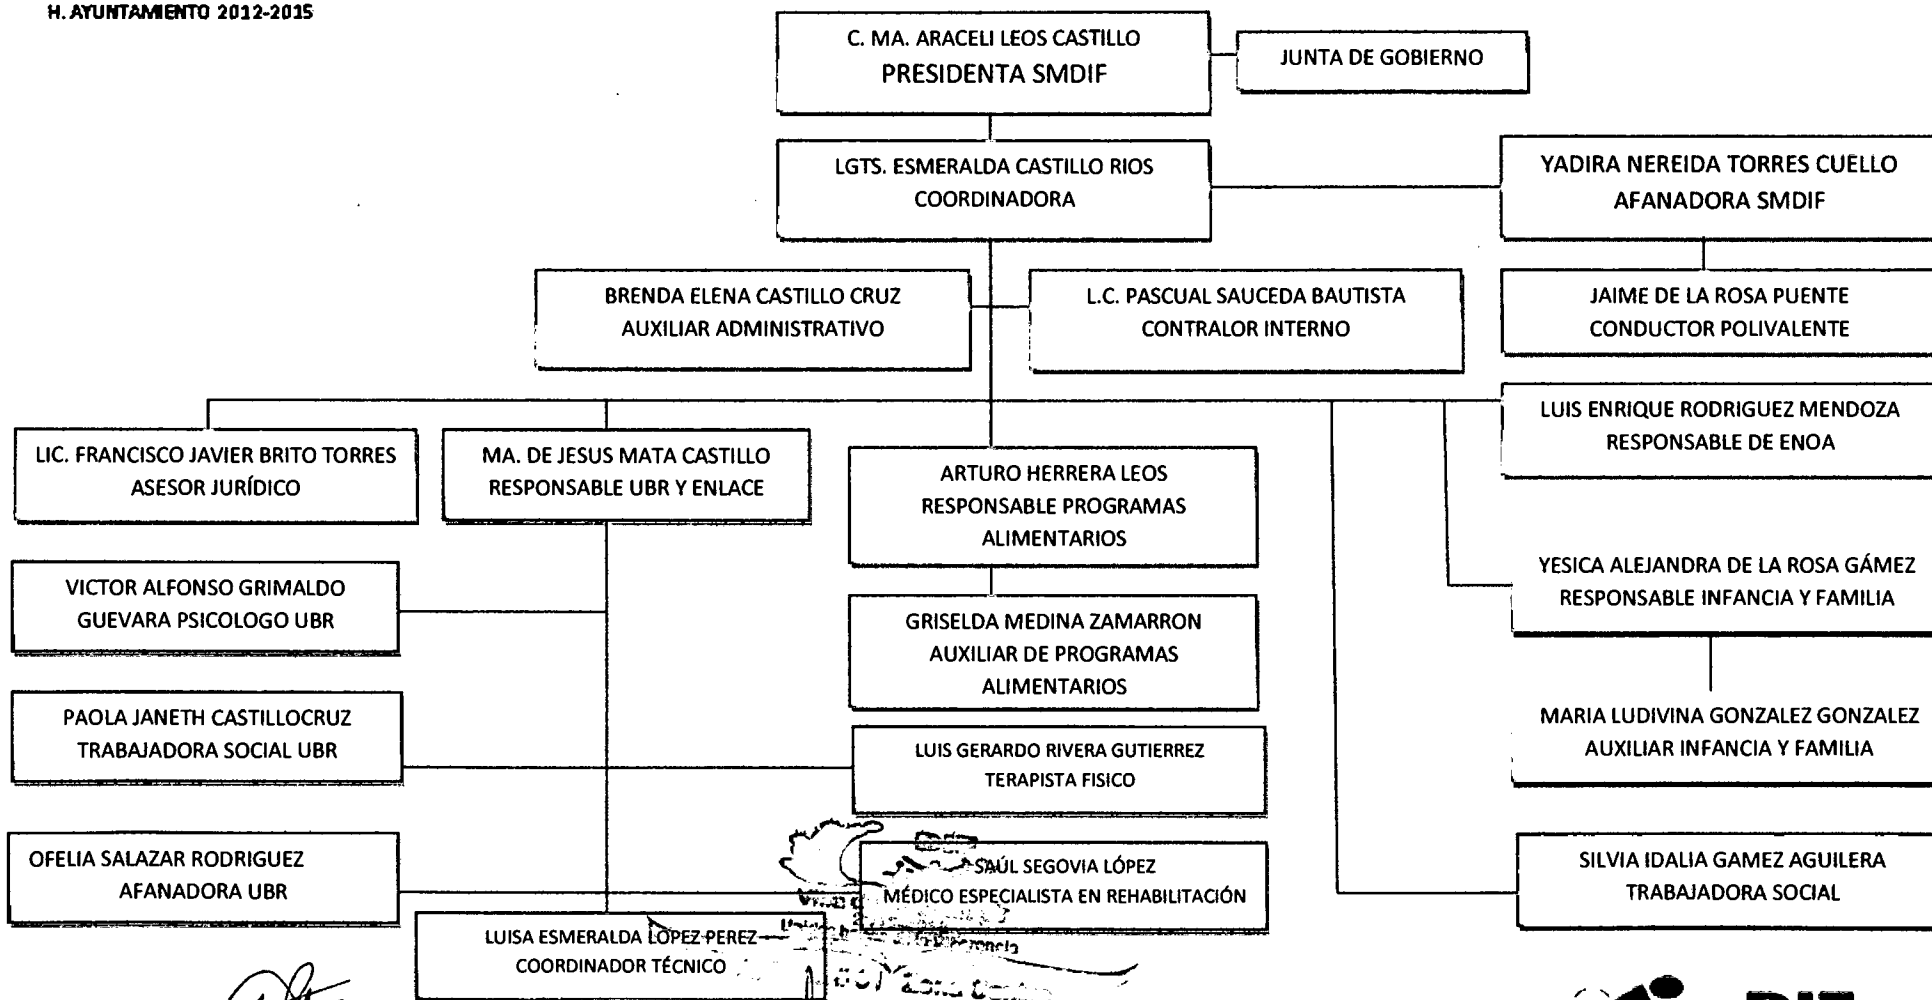 H. AYUNTAMIENTO 2012-2015
C. MA. ARACELI LEOS CASTILLO
PRESIDENTA SMDIF
JUNTA DE GOBIERNO
LGTS. ESMERALDA CASTILLO RIOS
COORDINADORA
YADIRA NEREIDA TORRES CUELLO
AFANADORA SMDIF
BRENDA ELENA CASTILLO CRUZ
AUXILIAR ADMINISTRATIVO
L.C. PASCUAL SAUCEDA BAUTISTA
CONTRALOR INTERNO
JAIME DE LA ROSA PUENTE
CONDUCTOR POLIVALENTE
LUIS ENRIQUE RODRIGUEZ MENDOZA
RESPONSABLE DE ENOA
LIC. FRANCISCO JAVIER BRITO TORRES
ASESOR JURÍDICO
MA. DE JESUS MATA CASTILLO
RESPONSABLE UBR Y ENLACE
ARTURO HERRERA LEOS
RESPONSABLE PROGRAMAS
ALIMENTARIOS
YESICA ALEJANDRA DE LA ROSA GÁMEZ
RESPONSABLE INFANCIA Y FAMILIA
VICTOR ALFONSO GRIMALDO
GUEVARA PSICOLOGO UBR
GRISELDA MEDINA ZAMARRON
AUXILIAR DE PROGRAMAS
ALIMENTARIOS
PAOLA JANETH CASTILLOCRUZ
TRABAJADORA SOCIAL UBR
LUIS GERARDO RIVERA GUTIERREZ
TERAPISTA FISICO
MARIA LUDIVINA GONZALEZ GONZALEZ
AUXILIAR INFANCIA Y FAMILIA
OFELIA SALAZAR RODRIGUEZ
AFANADORA UBR
SAÚL SEGOVIA LÓPEZ
MÉDICO ESPECIALISTA EN REHABILITACIÓN
SILVIA IDALIA GAMEZ AGUILERA
TRABAJADORA SOCIAL
LUISA ESMERALDA LÓPEZ PEREZ
COORDINADOR TÉCNICO
DIF